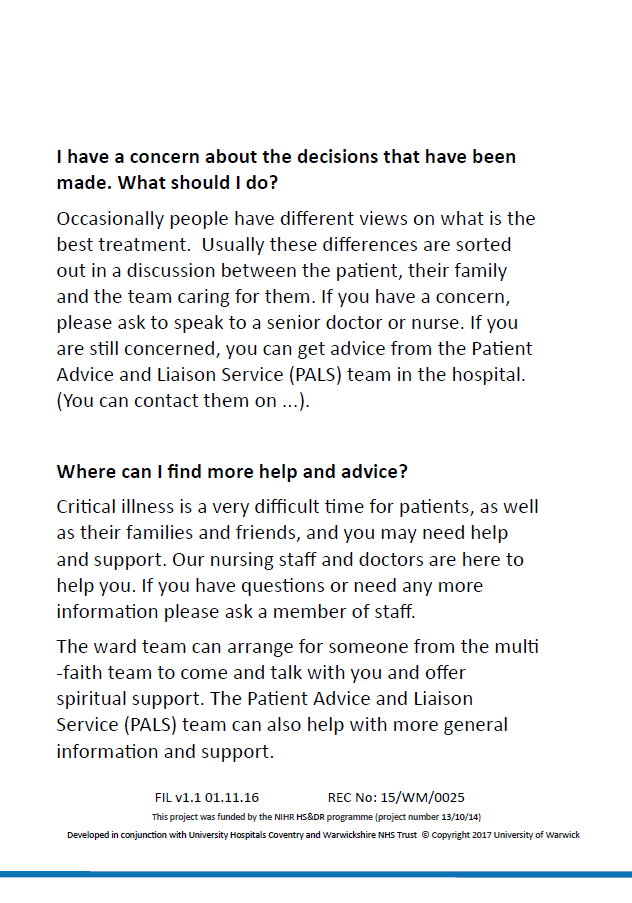 I have a concern about the decisions that have been
made. What should I do?
Occasionally people have different views on what is the
best treatment.  Usually these differences are sorted
out in a discussion between the patient, their family
and the team caring for them. If you have a concern,
please ask to speak to a senior doctor or nurse. If you
are still concerned, you can get advice from the Patient
Advice and Liaison Service (PALS) team in the hospital.
(You can contact them on ...).
Where can I find more help and advice?
Critical illness is a very difficult time for patients, as well
as their families and friends, and you may need help
and support. Our nursing staff and doctors are here to
help you. If you have questions or need any more
information please ask a member of staff.
The ward team can arrange for someone from the multi
-faith team to come and talk with you and offer
spiritual support. The Patient Advice and Liaison
Service (PALS) team can also help with more general
information and support.
FIL v1.1 01.11.16 REC No: 15/WM/0025
This project was funded by the NIHR HS&DR programme (project number 13/10/14)
Developed in conjunction with University Hospitals Coventry and Warwickshire NHS Trust © Copyright 2017 University of Warwick